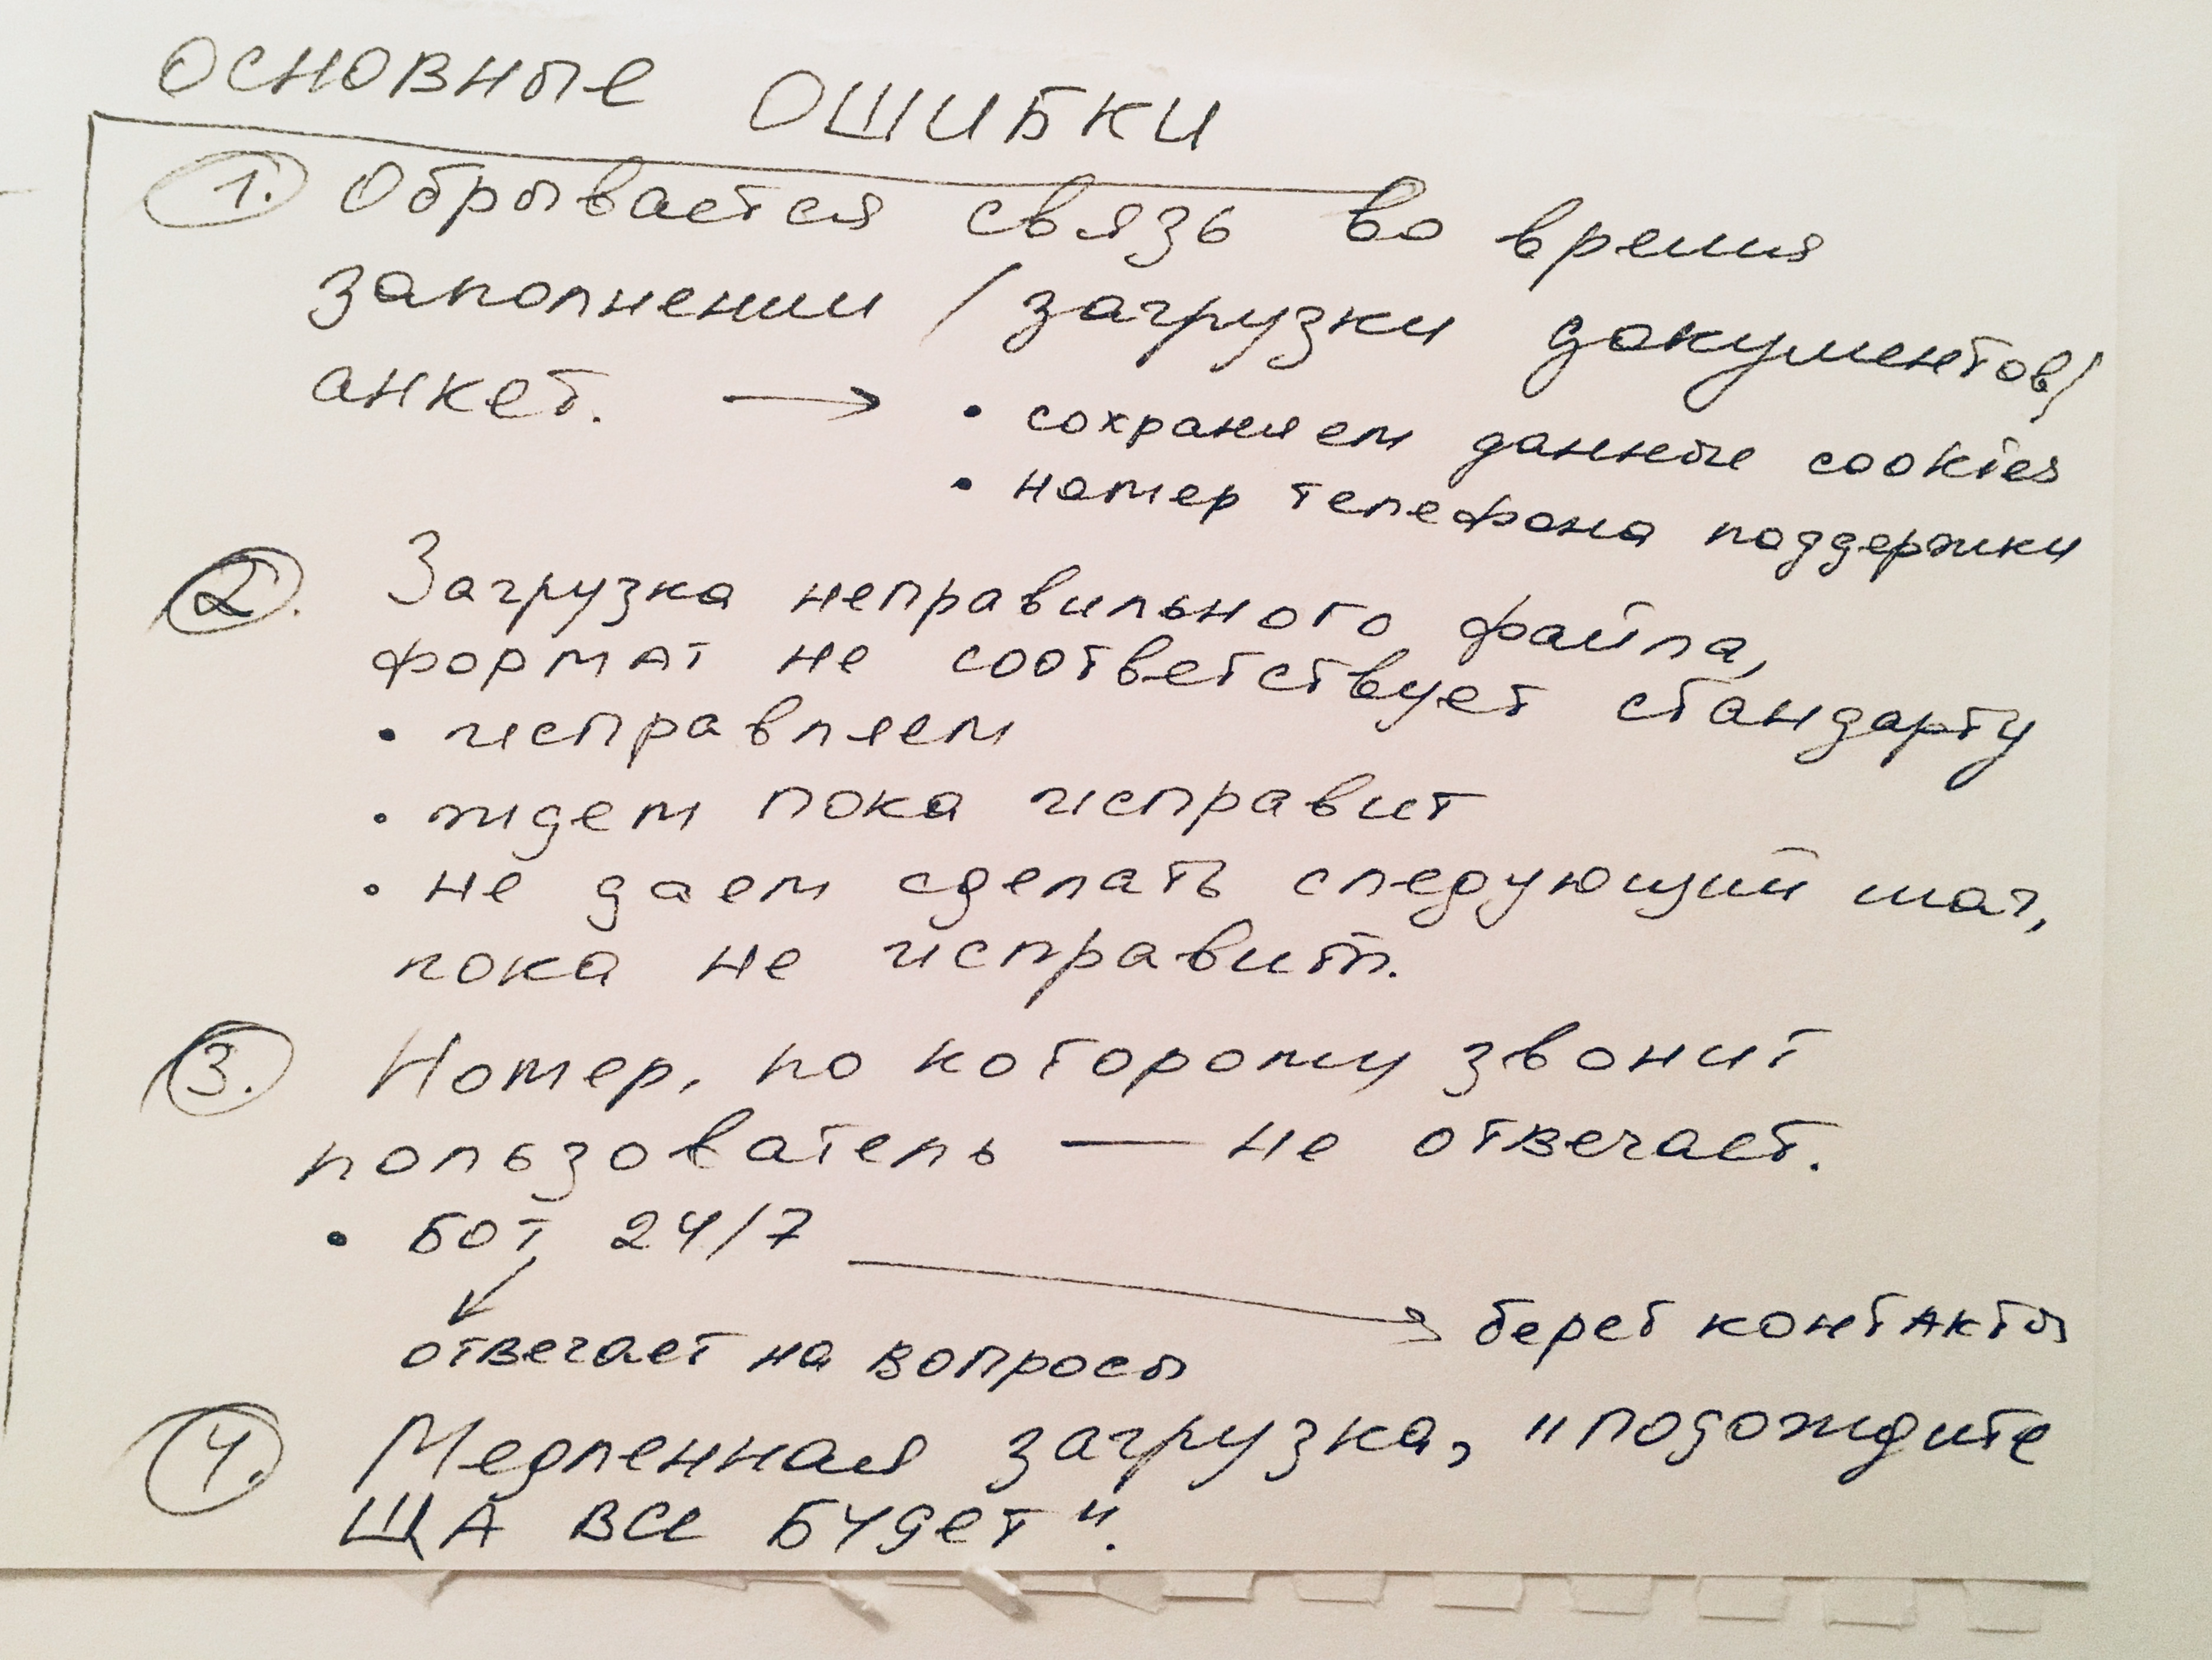 основные ОШИБКИ
1. Обрывается связь во время
заполнении / загрузки документов/
анкет. → • сохраняем данные cookies
• номер телефона поддержки
2. Загрузка неправильного файла,
формат не соответствует стандарту
• исправляем
• ждем пока исправит
• не даем сделать следующий шаг,
пока не исправит.
3. Номер, по которому звонит
пользователь — не отвечает.
• бот 24/7 → берет контакты
отвечает на вопросы
4. Медленная загрузка, "подождите
ЩА ВСЕ БУДЕТ".